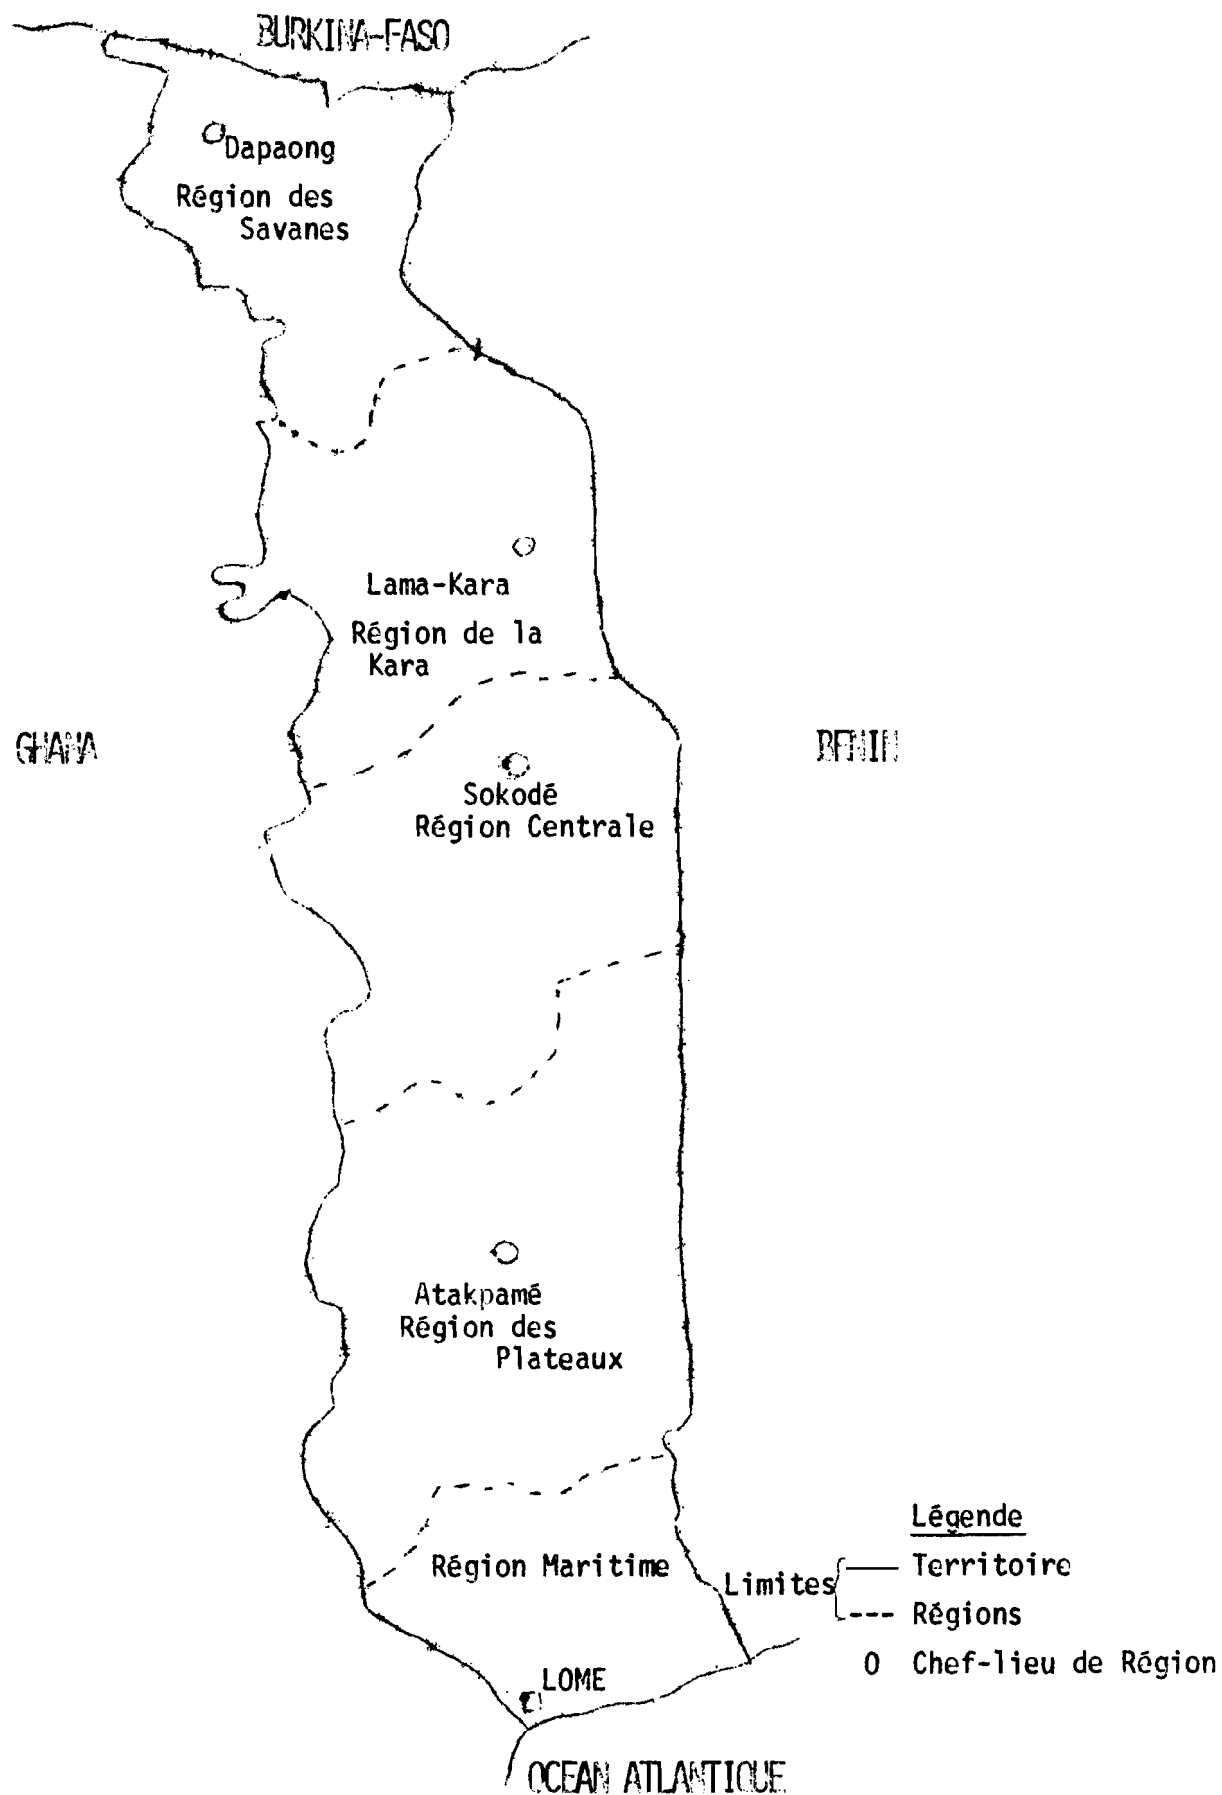 BURKINA-FASO
Dapaong
Région des
Savanes
Lama-Kara
Région de la
Kara
GHANA
BENIN
Sokodé
Région Centrale
Atakpamé
Région des
Plateaux
Légende
Région Maritime
Limites
Territoire
--- Régions
O Chef-lieu de Région
LOME
OCEAN ATLANTIQUE